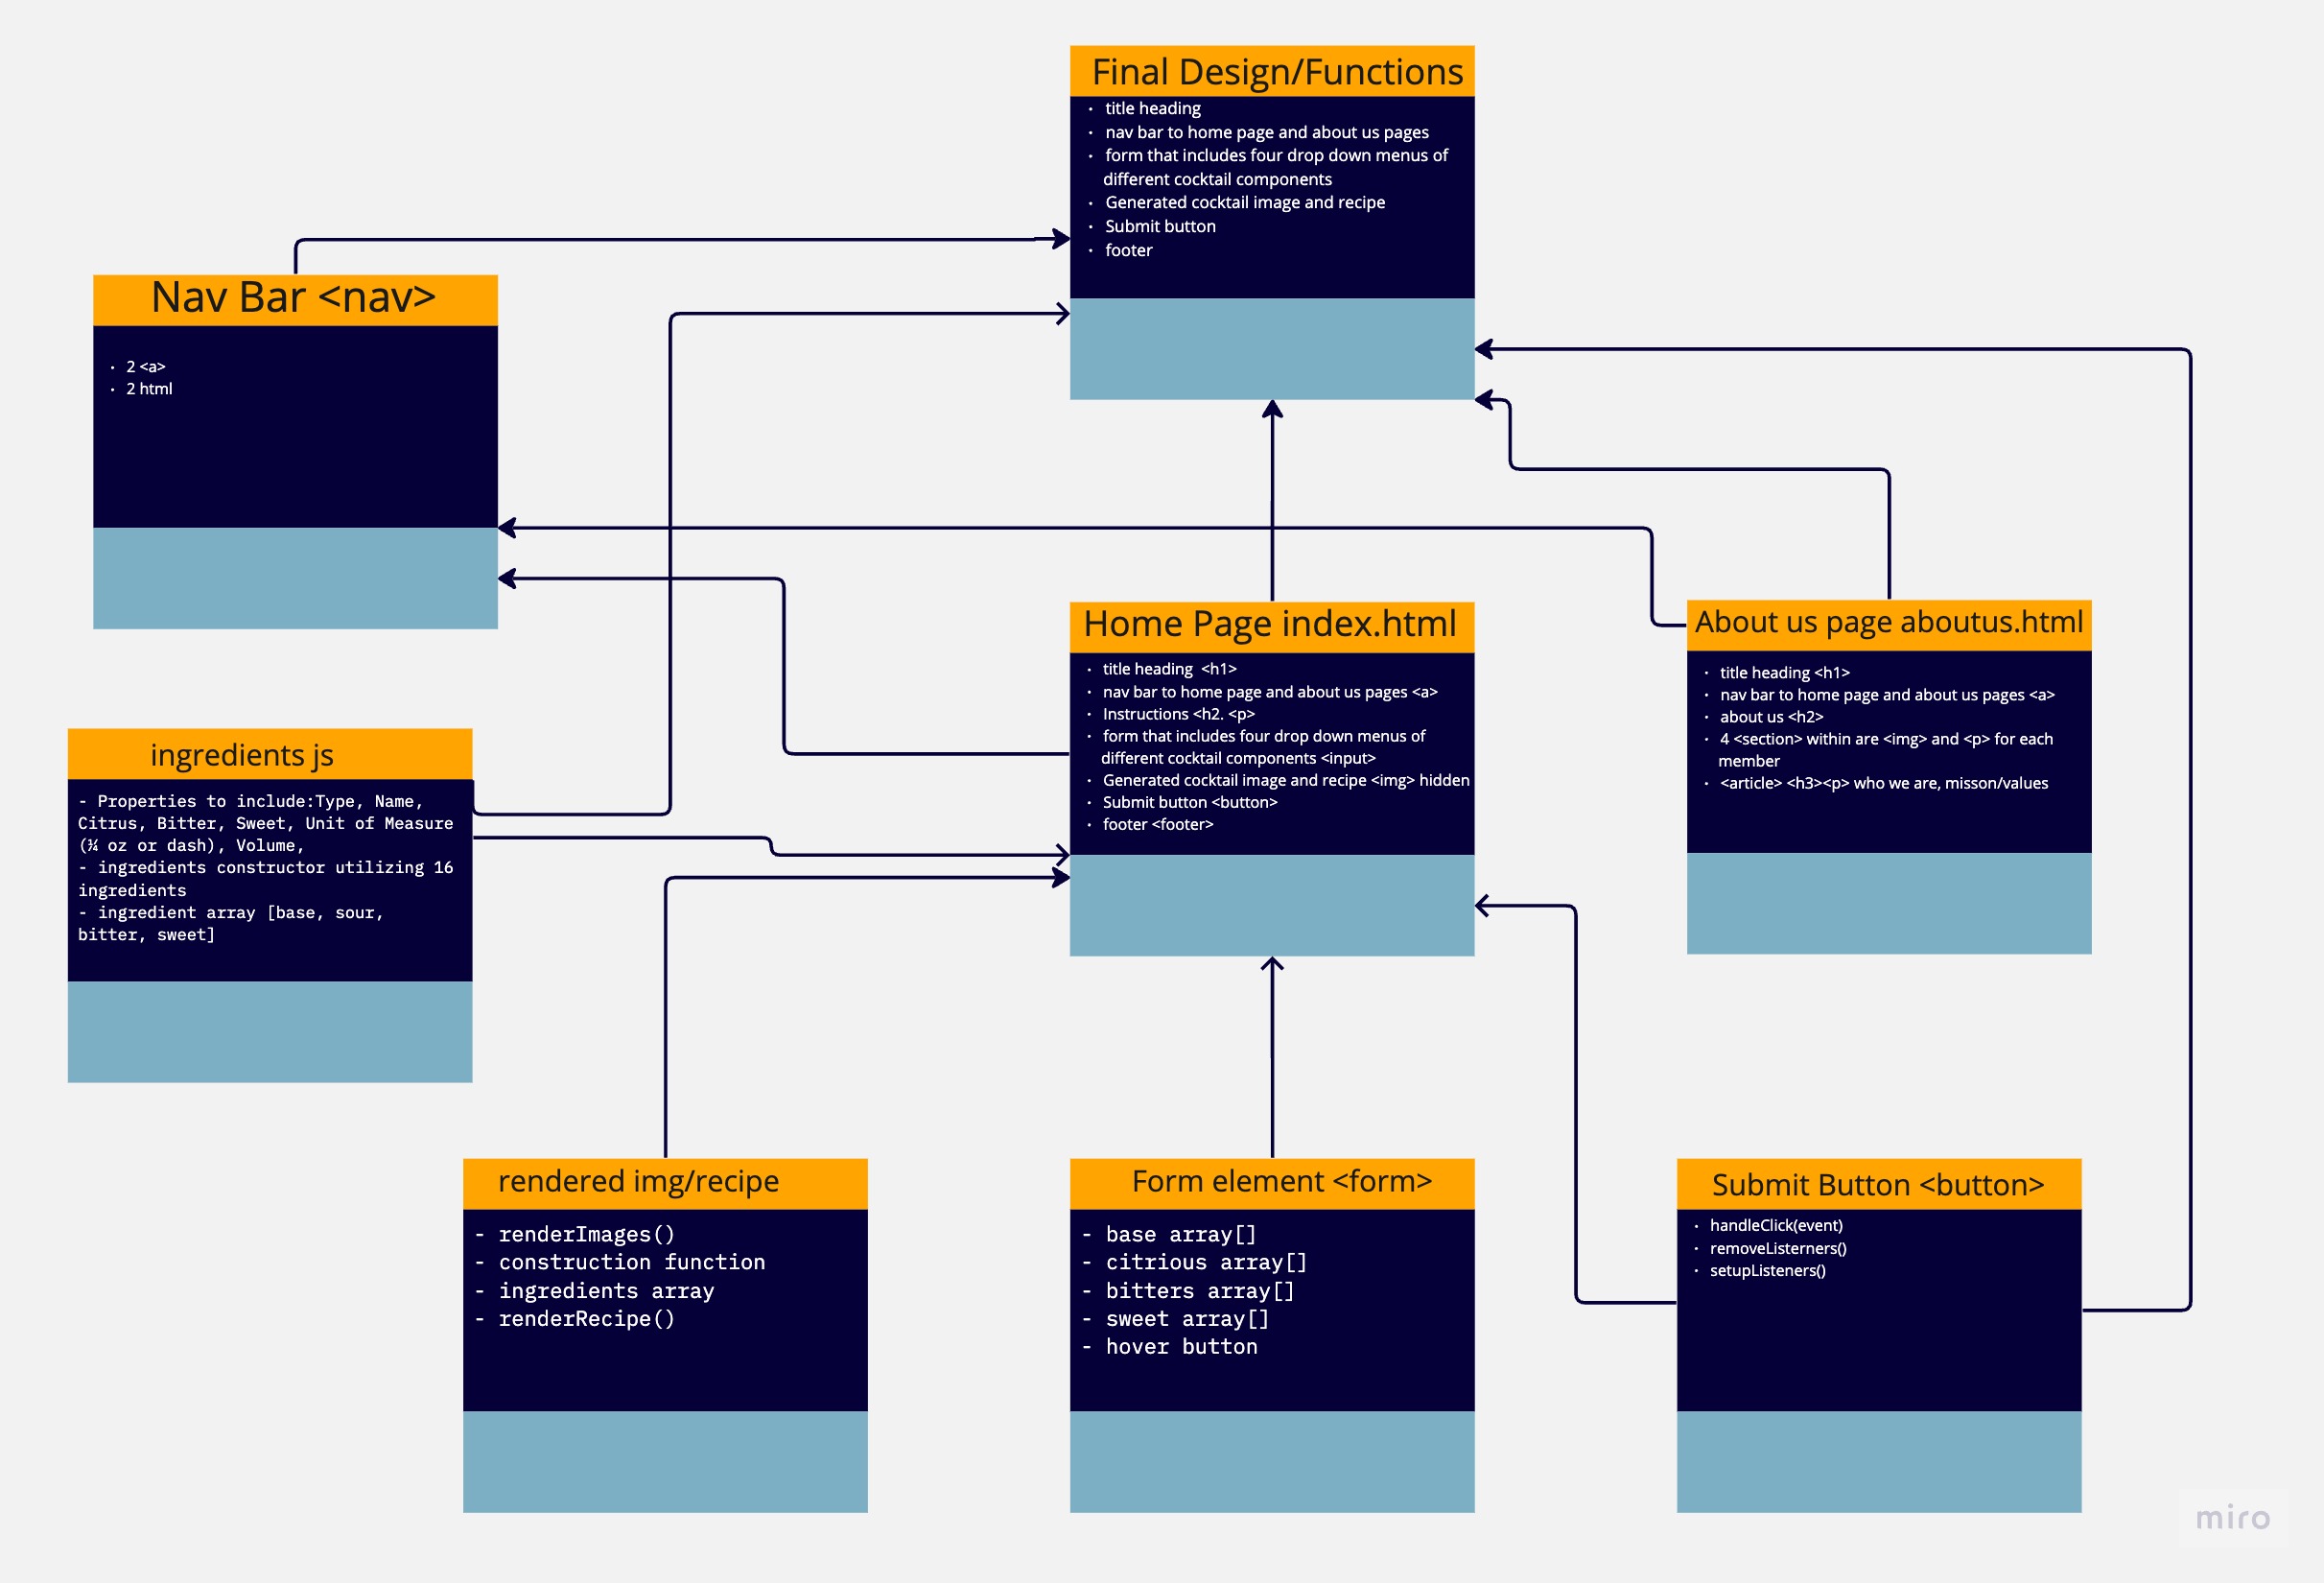 Final Design/Functions
· title heading
· nav bar to home page and about us pages
· form that includes four drop down menus of
different cocktail components
· Generated cocktail image and recipe
· Submit button
· footer
Nav Bar <nav>
· 2 <a>
· 2 html
Home Page index.html
· title heading  <h1>
· nav bar to home page and about us pages <a>
· Instructions <h2. <p>
· form that includes four drop down menus of
different cocktail components <input>
· Generated cocktail image and recipe <img> hidden
· Submit button <button>
· footer <footer>
About us page aboutus.html
· title heading <h1>
· nav bar to home page and about us pages <a>
· about us <h2>
· 4 <section> within are <img> and <p> for each
member
· <article> <h3><p> who we are, misson/values
ingredients js
- Properties to include:Type, Name,
Citrus, Bitter, Sweet, Unit of Measure
(¼ oz or dash), Volume,
- ingredients constructor utilizing 16
ingredients
- ingredient array [base, sour,
bitter, sweet]
rendered img/recipe
- renderImages()
- construction function
- ingredients array
- renderRecipe()
Form element <form>
- base array[]
- citrious array[]
- bitters array[]
- sweet array[]
- hover button
Submit Button <button>
· handleClick(event)
· removeListerners()
· setupListeners()
miro